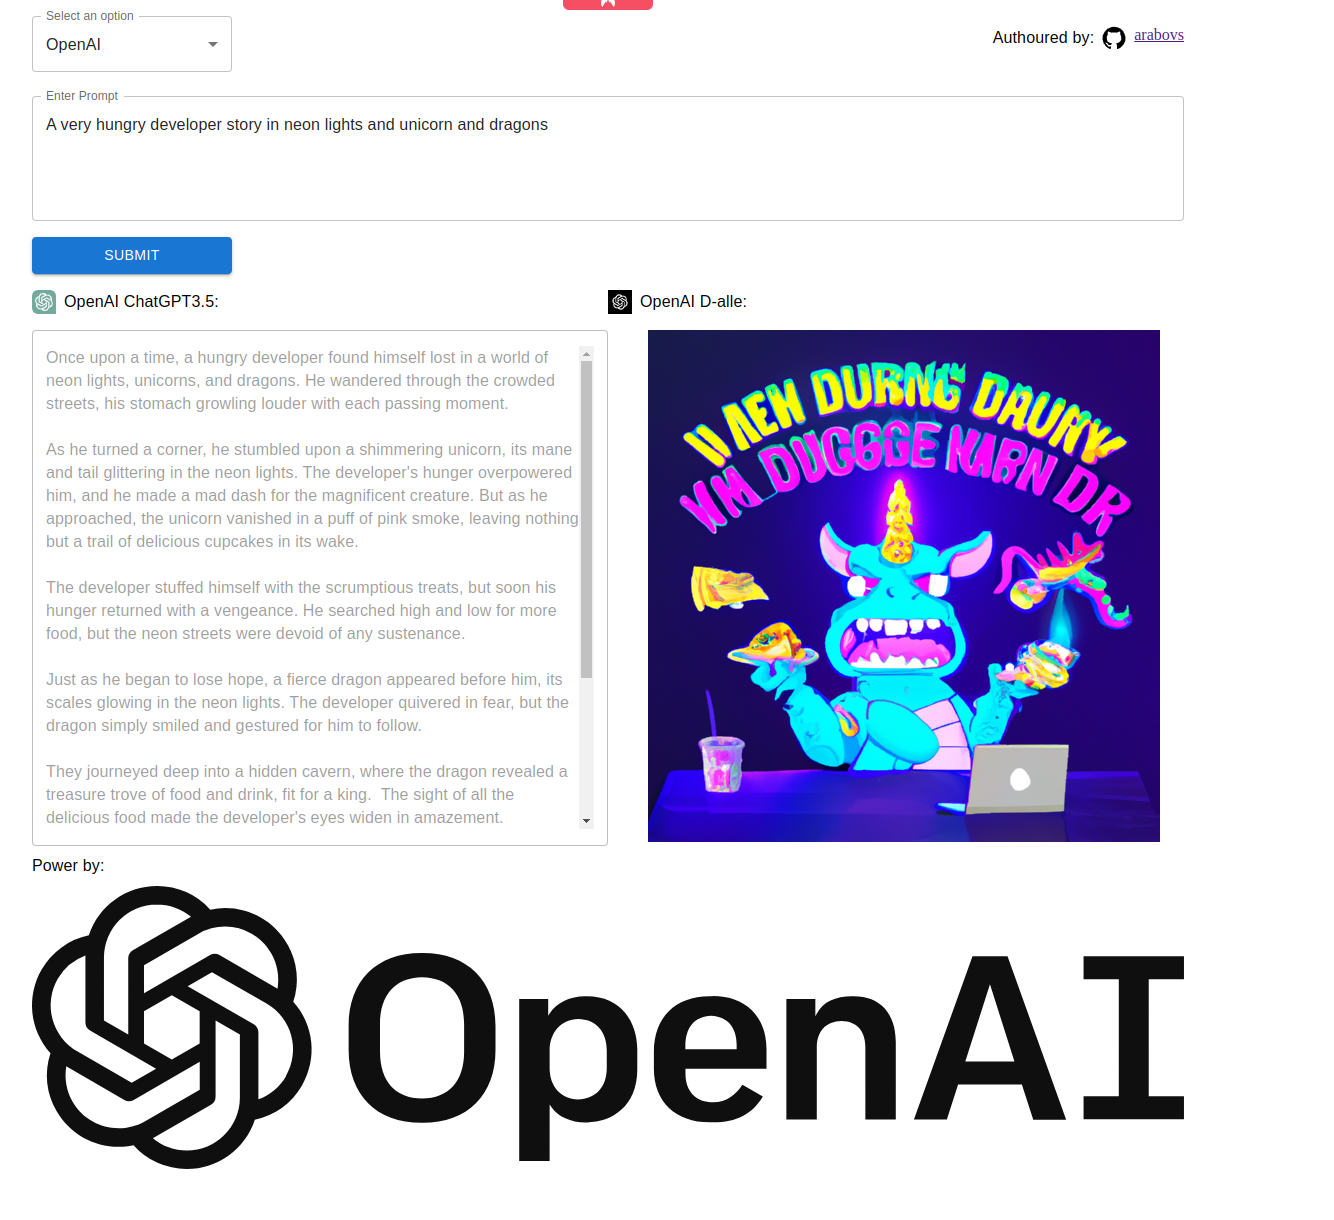 Select an option
OpenAI
Authoured by: arabovs
Enter Prompt
A very hungry developer story in neon lights and unicorn and dragons
SUBMIT
OpenAI ChatGPT3.5:
OpenAI D-alle:
Once upon a time, a hungry developer found himself lost in a world of
neon lights, unicorns, and dragons. He wandered through the crowded
streets, his stomach growling louder with each passing moment.
As he turned a corner, he stumbled upon a shimmering unicorn, its mane
and tail glittering in the neon lights. The developer's hunger overpowered
him, and he made a mad dash for the magnificent creature. But as he
approached, the unicorn vanished in a puff of pink smoke, leaving nothing
but a trail of delicious cupcakes in its wake.
The developer stuffed himself with the scrumptious treats, but soon his
hunger returned with a vengeance. He searched high and low for more
food, but the neon streets were devoid of any sustenance.
Just as he began to lose hope, a fierce dragon appeared before him, its
scales glowing in the neon lights. The developer quivered in fear, but the
dragon simply smiled and gestured for him to follow.
They journeyed deep into a hidden cavern, where the dragon revealed a
treasure trove of food and drink, fit for a king.  The sight of all the
delicious food made the developer's eyes widen in amazement.
DURNG
DUGGGE
DR
Power by:
OpenAI